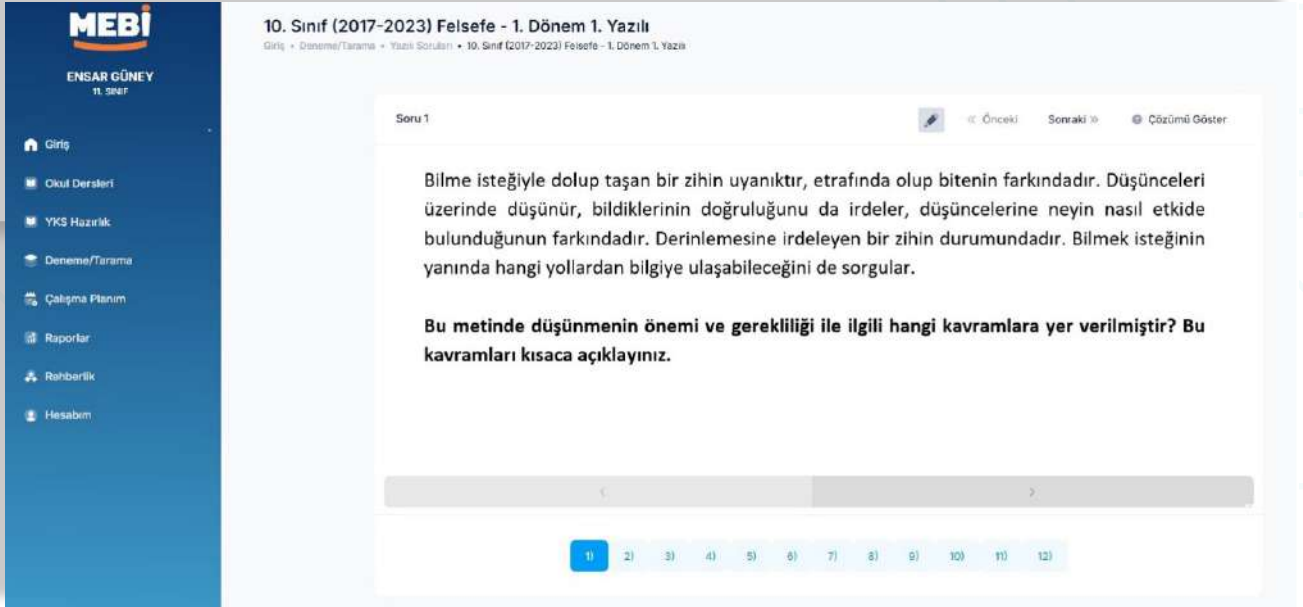 MEBİ
ENSAR GÜNEY
11. SINIF
Giriş
Okul Dersleri
YKS Hazırlık
Deneme/Tarama
Çalışma Planım
Raporlar
Rehberlik
Hesabım
10. Sınıf (2017-2023) Felsefe - 1. Dönem 1. Yazılı
Giriş • Deneme/Tarama • Yazılı Soruları • 10. Sınıf (2017-2023) Felsefe - 1. Dönem 1. Yazılı
Soru 1
« Önceki
Sonraki »
Çözümü Göster
Bilme isteğiyle dolup taşan bir zihin uyanıktır, etrafında olup bitenin farkındadır. Düşünceleri
üzerinde düşünür, bildiklerinin doğruluğunu da irdeler, düşüncelerine neyin nasıl etkide
bulunduğunun farkındadır. Derinlemesine irdeleyen bir zihin durumundadır. Bilmek isteğinin
yanında hangi yollardan bilgiye ulaşabileceğini de sorgular.
Bu metinde düşünmenin önemi ve gerekliliği ile ilgili hangi kavramlara yer verilmiştir? Bu
kavramları kısaca açıklayınız.
1) 2) 3) 4) 5) 6) 7) 8) 9) 10) 11) 12)